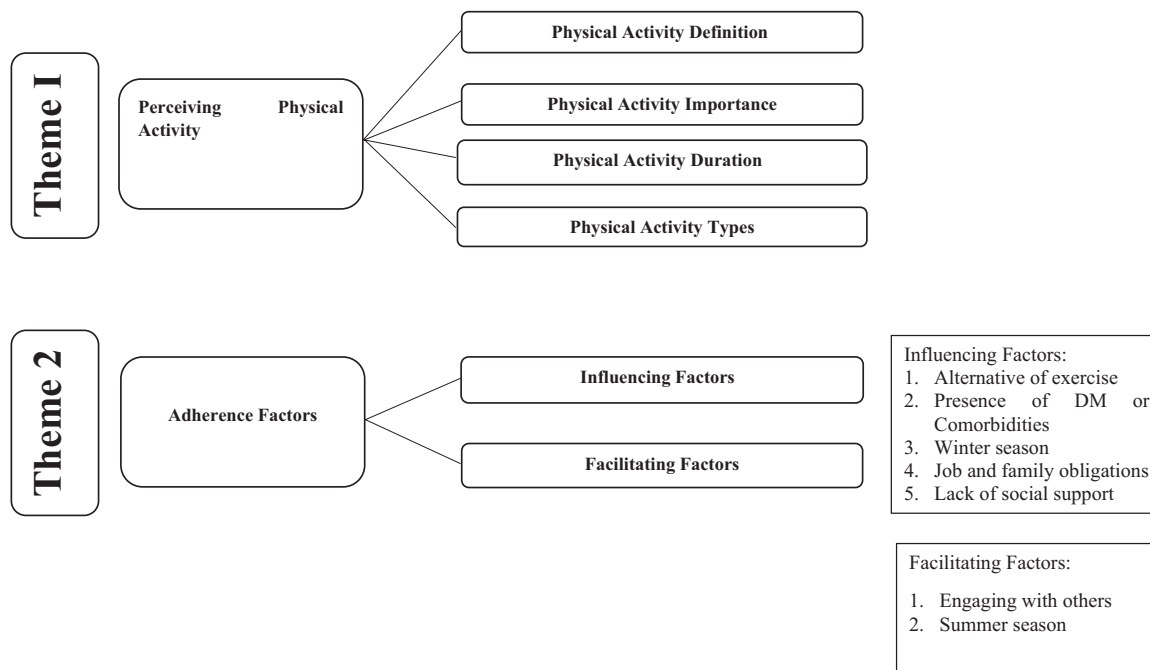 Theme I
Perceiving Physical
Activity
Physical Activity Definition
Physical Activity Importance
Physical Activity Duration
Physical Activity Types
Theme 2
Adherence Factors
Influencing Factors
Facilitating Factors
Influencing Factors:
1. Alternative of exercise
2. Presence of DM or
Comorbidities
3. Winter season
4. Job and family obligations
5. Lack of social support
Facilitating Factors:
1. Engaging with others
2. Summer season